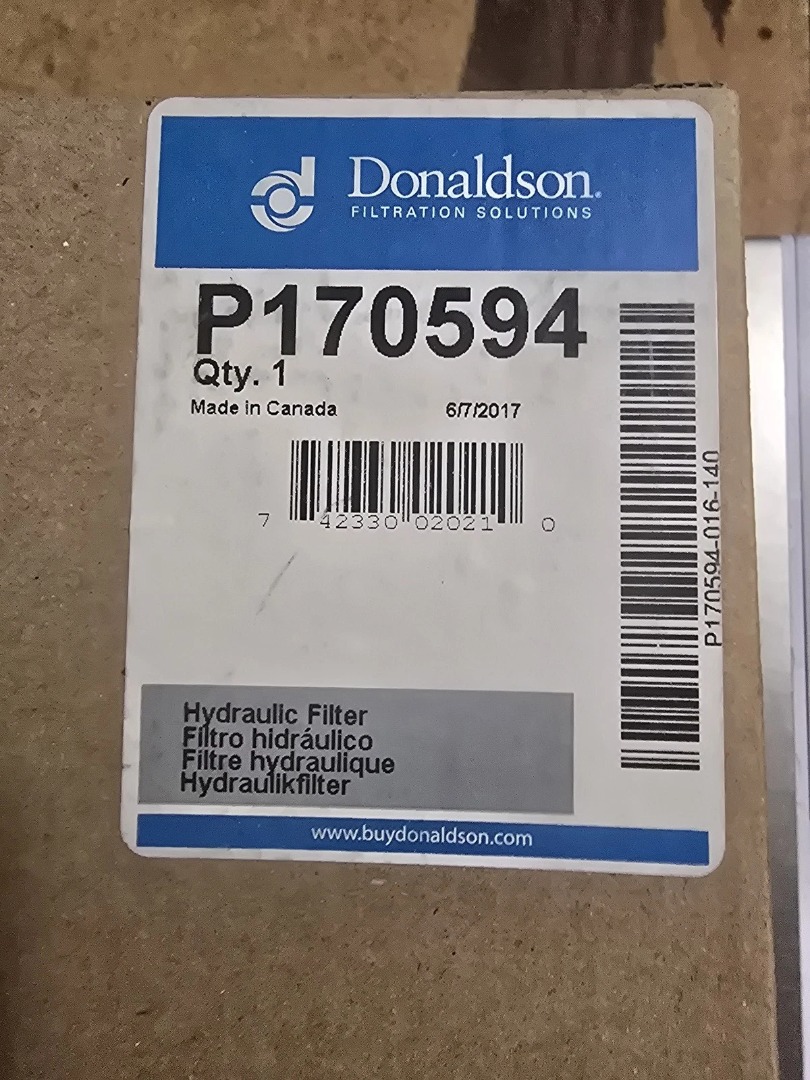 Donaldson®
FILTRATION SOLUTIONS
P170594
Qty. 1
Made in Canada 6/7/2017
7 42330 02021 0
P170594-016-140
Hydraulic Filter
Filtro hidráulico
Filtre hydraulique
Hydraulikfilter
www.buydonaldson.com